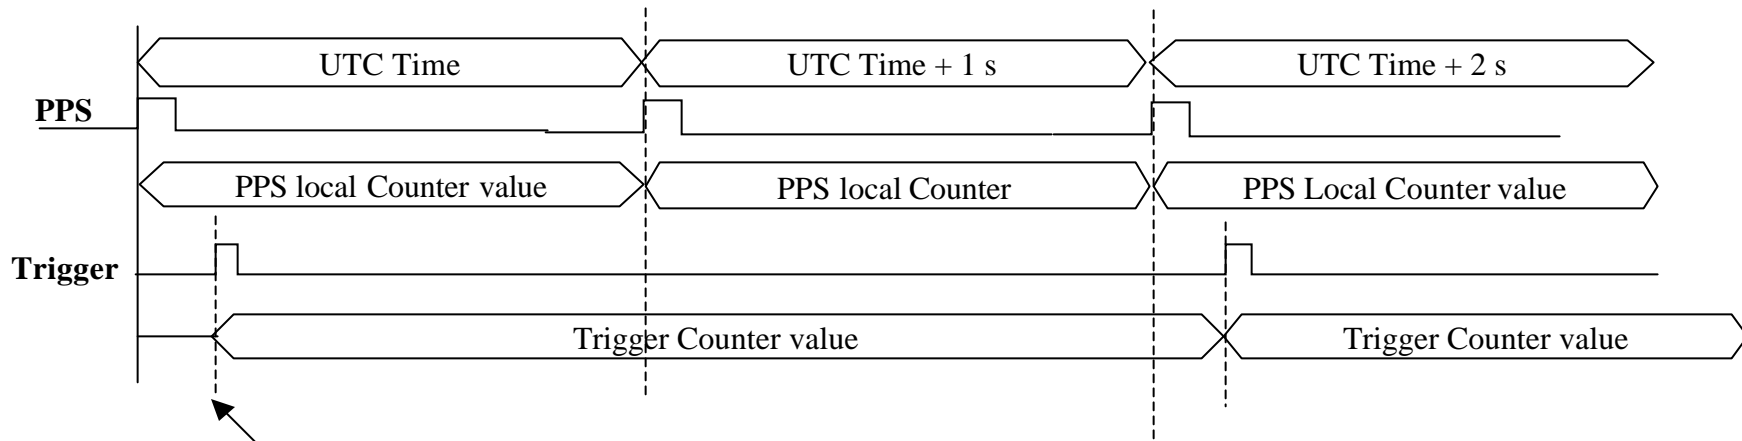 UTC Time
UTC Time + 1 s
UTC Time + 2 s
PPS
PPS local Counter value
PPS local Counter
PPS Local Counter value
Trigger
Trigger Counter value
Trigger Counter value